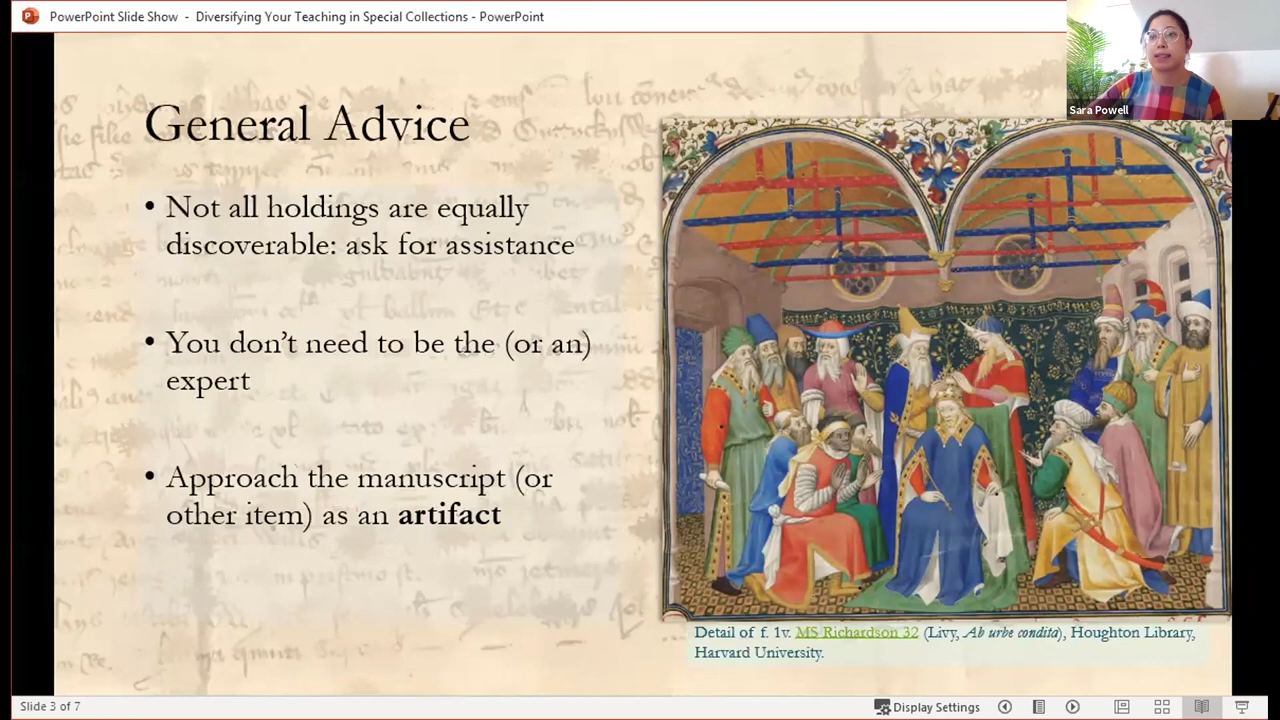 PowerPoint Slide Show - Diversifying Your Teaching in Special Collections - PowerPoint
Sara Powell
General Advice
• Not all holdings are equally
discoverable: ask for assistance
• You don't need to be the (or an)
expert
• Approach the manuscript (or
other item) as an artifact
Detail of f. 1v. MS Richardson 32 (Livy, Ab urbe condita), Houghton Library,
Harvard University.
Slide 3 of 7
Display Settings